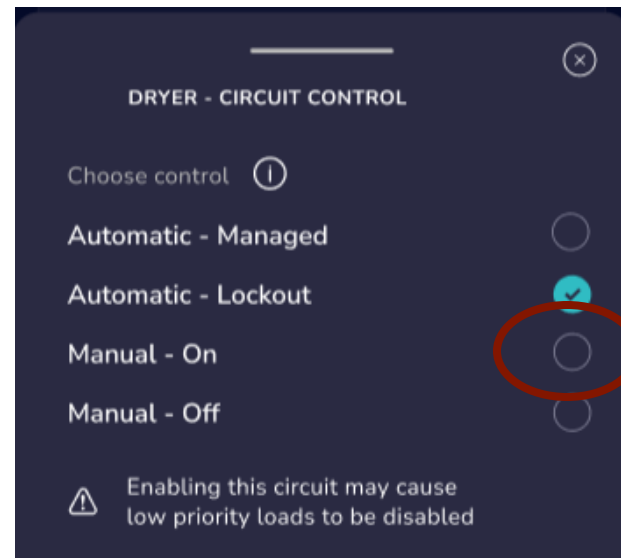 DRYER - CIRCUIT CONTROL
Choose control
Automatic - Managed
Automatic - Lockout
Manual - On
Manual - Off
Enabling this circuit may cause
low priority loads to be disabled